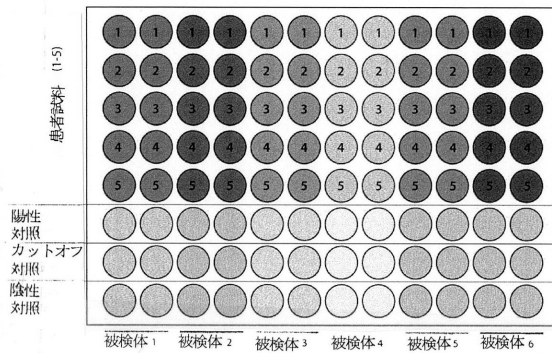 患者試料 (1-5)
1 1 1 1 1 1 1 1 1 1 1 1
2 2 2 2 2 2 2 2 2 2 2 2
3 3 3 3 3 3 3 3 3 3 3 3
4 4 4 4 4 4 4 4 4 4 4 4
5 5 5 5 5 5 5 5 5 5 5 5
陽性
対照
カットオフ
対照
陰性
対照
被検体 1 被検体 2 被検体 3 被検体 4 被検体 5 被検体 6